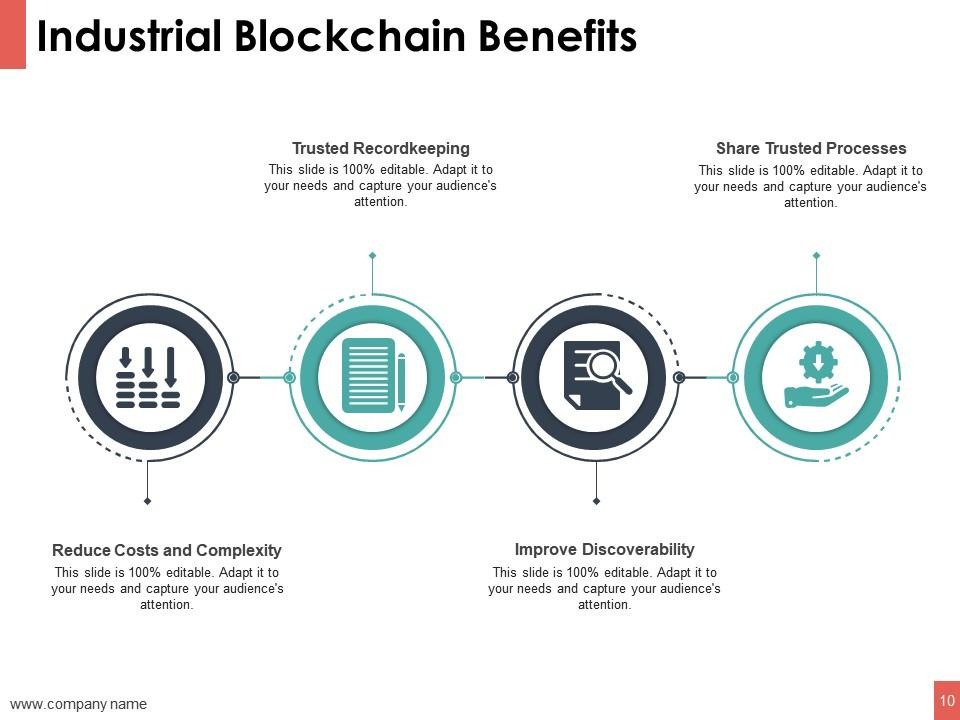 Industrial Blockchain Benefits
Trusted Recordkeeping
This slide is 100% editable. Adapt it to
your needs and capture your audience's
attention.
Share Trusted Processes
This slide is 100% editable. Adapt it to
your needs and capture your audience's
attention.
Reduce Costs and Complexity
This slide is 100% editable. Adapt it to
your needs and capture your audience's
attention.
Improve Discoverability
This slide is 100% editable. Adapt it to
your needs and capture your audience's
attention.
www.company name
10